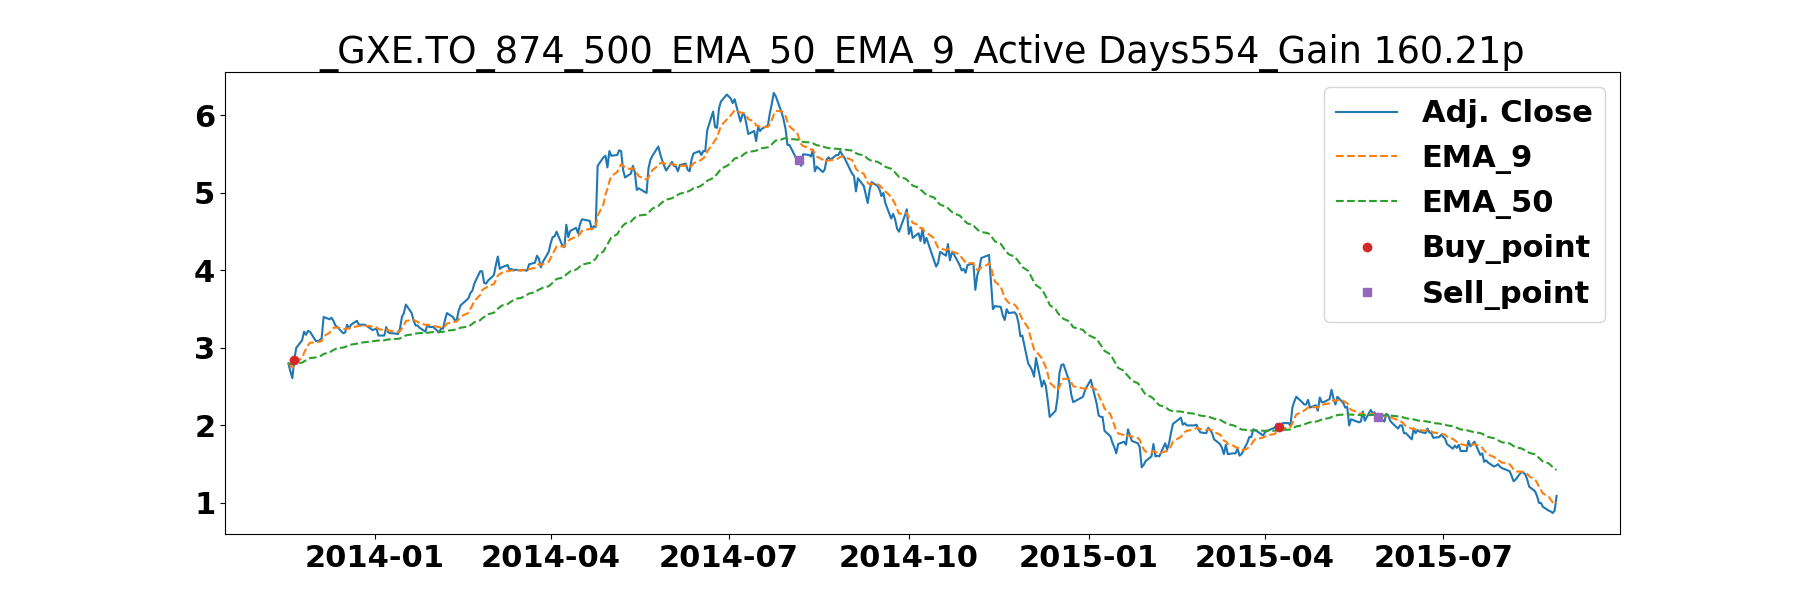 _GXE.TO_874_500_EMA_50_EMA_9_Active Days554_Gain 160.21p
Adj. Close
EMA_9
EMA_50
Buy_point
Sell_point
6
5
4
3
2
1
2014-01 2014-04 2014-07 2014-10 2015-01 2015-04 2015-07